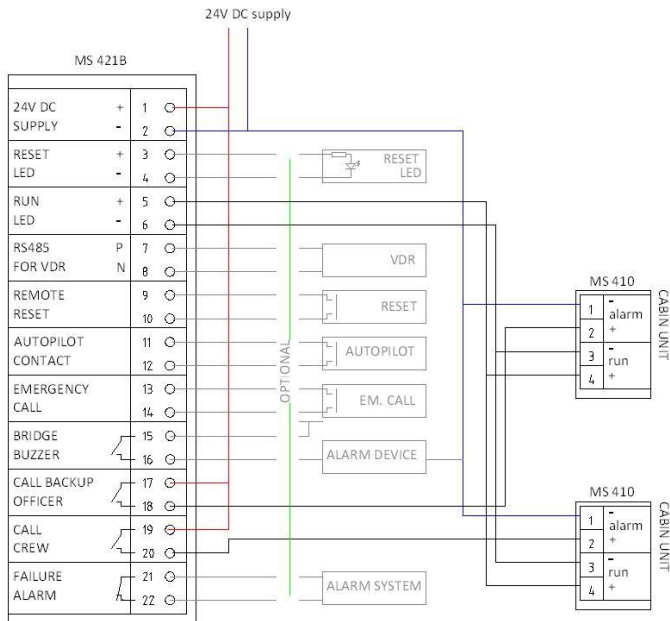 24V DC supply
MS 421B
24V DC + 1
SUPPLY - 2
RESET + 3
LED - 4
RUN + 5
LED - 6
RS485 P 7
FOR VDR N 8
REMOTE 9
RESET 10
AUTOPILOT 11
CONTACT 12
EMERGENCY 13
CALL 14
BRIDGE 15
BUZZER 16
CALL BACKUP 17
OFFICER 18
CALL 19
CREW 20
FAILURE 21
ALARM 22
OPTIONAL
RESET
LED
VDR
RESET
AUTOPILOT
EM. CALL
ALARM DEVICE
ALARM SYSTEM
MS 410
1 -
alarm
2 +
3 -
run
4 +
CABIN UNIT
MS 410
1 -
alarm
2 +
3 -
run
4 +
CABIN UNIT